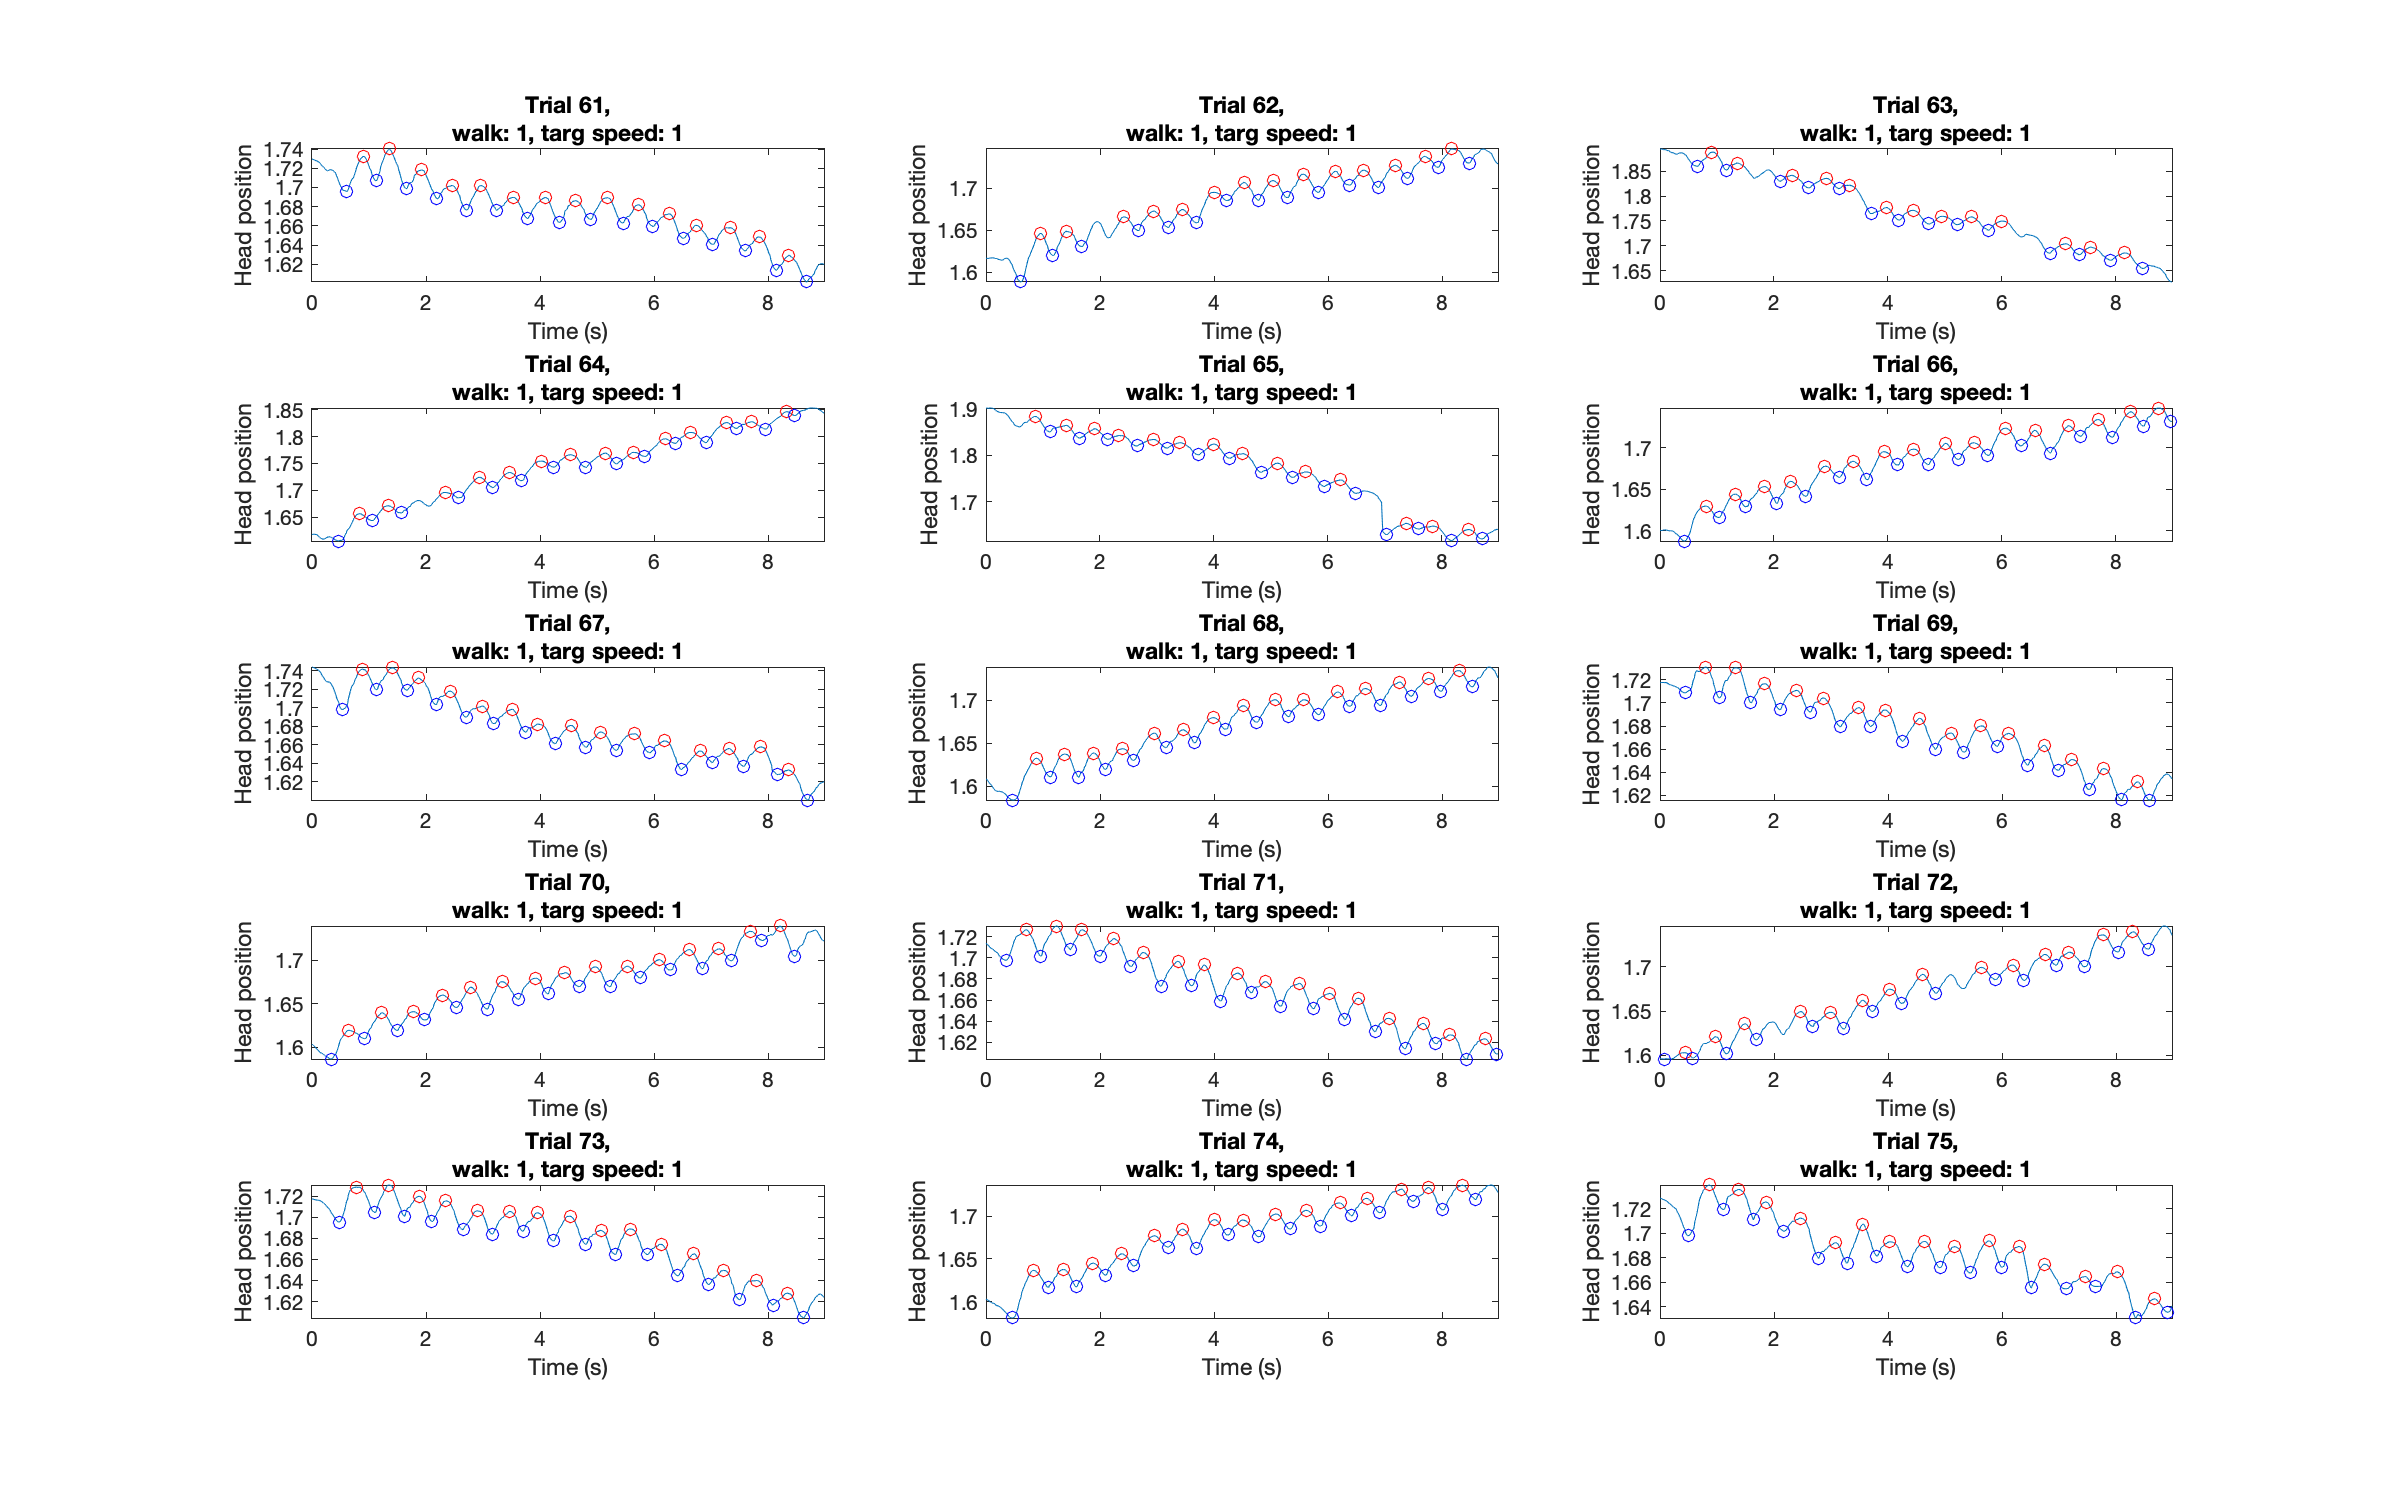 Trial 61,
walk: 1, targ speed: 1
Head position
1.74
1.72
1.7
1.68
1.66
1.64
1.62
0 2 4 6 8
Time (s)
Trial 62,
walk: 1, targ speed: 1
Head position
1.7
1.65
1.6
0 2 4 6 8
Time (s)
Trial 63,
walk: 1, targ speed: 1
Head position
1.85
1.8
1.75
1.7
1.65
0 2 4 6 8
Time (s)
Trial 64,
walk: 1, targ speed: 1
Head position
1.85
1.8
1.75
1.7
1.65
0 2 4 6 8
Time (s)
Trial 65,
walk: 1, targ speed: 1
Head position
1.9
1.8
1.7
0 2 4 6 8
Time (s)
Trial 66,
walk: 1, targ speed: 1
Head position
1.7
1.65
1.6
0 2 4 6 8
Time (s)
Trial 67,
walk: 1, targ speed: 1
Head position
1.74
1.72
1.7
1.68
1.66
1.64
1.62
0 2 4 6 8
Time (s)
Trial 68,
walk: 1, targ speed: 1
Head position
1.7
1.65
1.6
0 2 4 6 8
Time (s)
Trial 69,
walk: 1, targ speed: 1
Head position
1.72
1.7
1.68
1.66
1.64
1.62
0 2 4 6 8
Time (s)
Trial 70,
walk: 1, targ speed: 1
Head position
1.7
1.65
1.6
0 2 4 6 8
Time (s)
Trial 71,
walk: 1, targ speed: 1
Head position
1.72
1.7
1.68
1.66
1.64
1.62
0 2 4 6 8
Time (s)
Trial 72,
walk: 1, targ speed: 1
Head position
1.7
1.65
1.6
0 2 4 6 8
Time (s)
Trial 73,
walk: 1, targ speed: 1
Head position
1.72
1.7
1.68
1.66
1.64
1.62
0 2 4 6 8
Time (s)
Trial 74,
walk: 1, targ speed: 1
Head position
1.7
1.65
1.6
0 2 4 6 8
Time (s)
Trial 75,
walk: 1, targ speed: 1
Head position
1.72
1.7
1.68
1.66
1.64
0 2 4 6 8
Time (s)